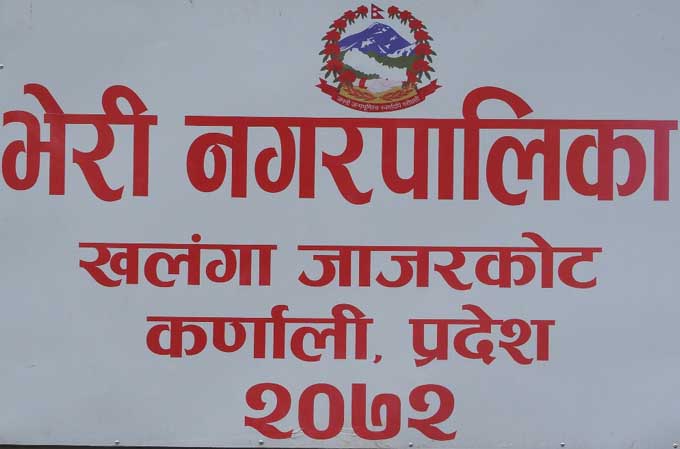 भेरी नगरपालिका
खलंगा जाजरकोट
कर्णाली, प्रदेश
२०७२